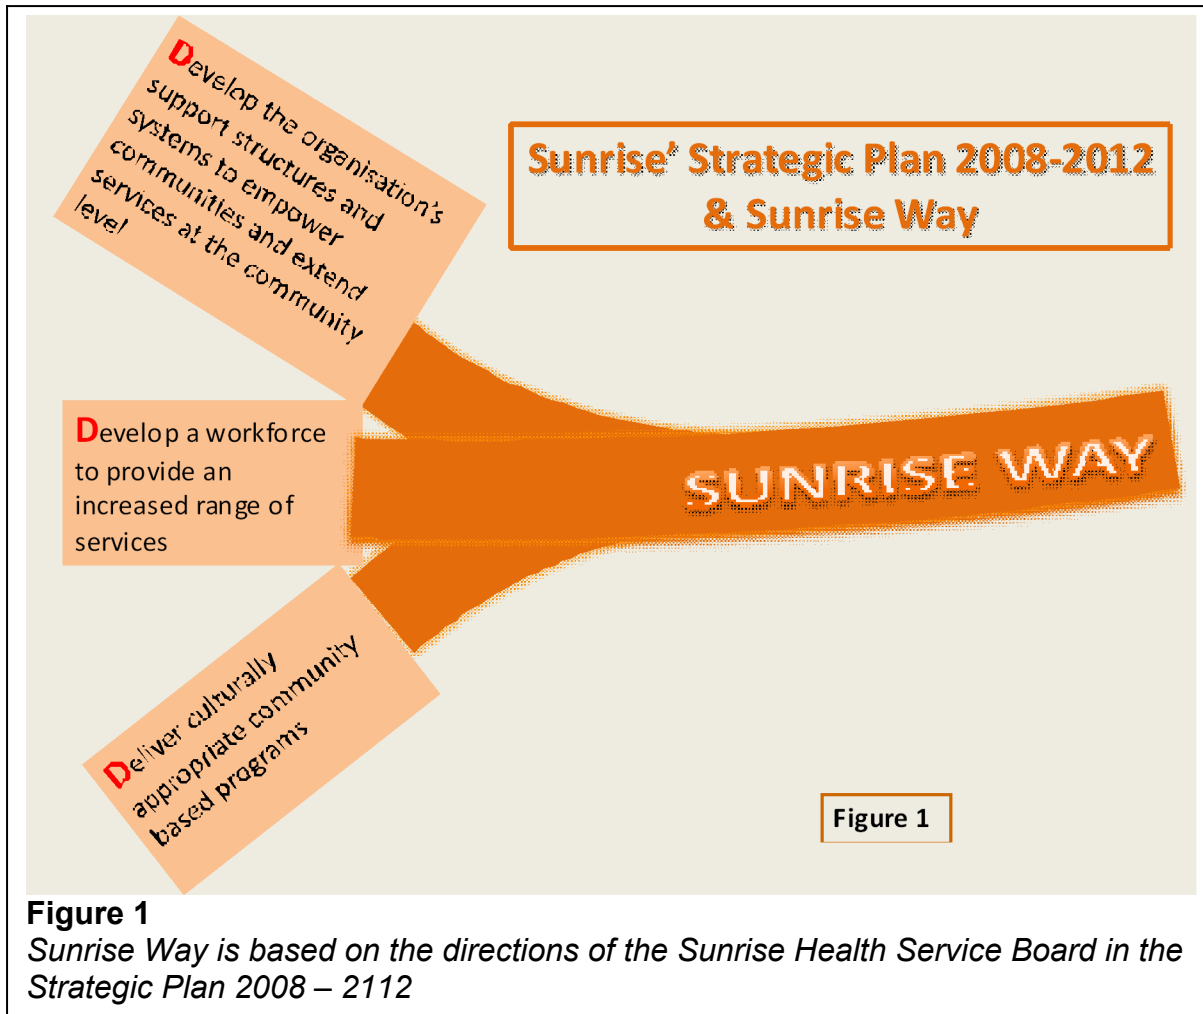 Sunrise’ Strategic Plan 2008-2012
& Sunrise Way
Develop the organisation’s
support structures and
systems to empower
communities and extend
services at the community
level
Develop a workforce
to provide an
increased range of
services
SUNRISE WAY
Deliver culturally
appropriate community
based programs
Figure 1
Figure 1
Sunrise Way is based on the directions of the Sunrise Health Service Board in the
Strategic Plan 2008 – 2112